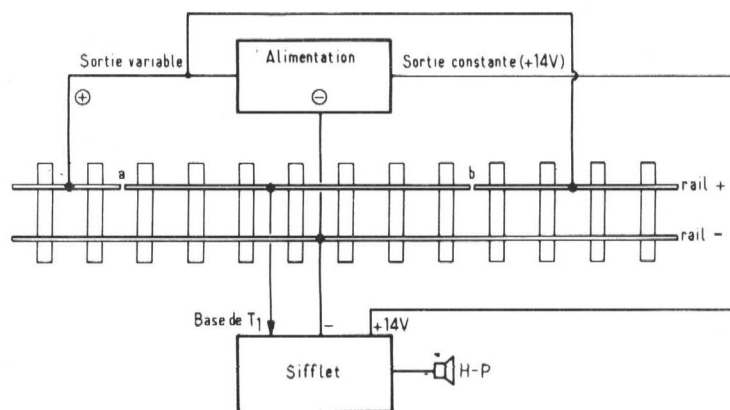 Sortie variable
Alimentation
Sortie constante (+14V)
⊕
⊖
a
b
rail +
rail -
Base de T1
-
+14V
Sifflet
H-P